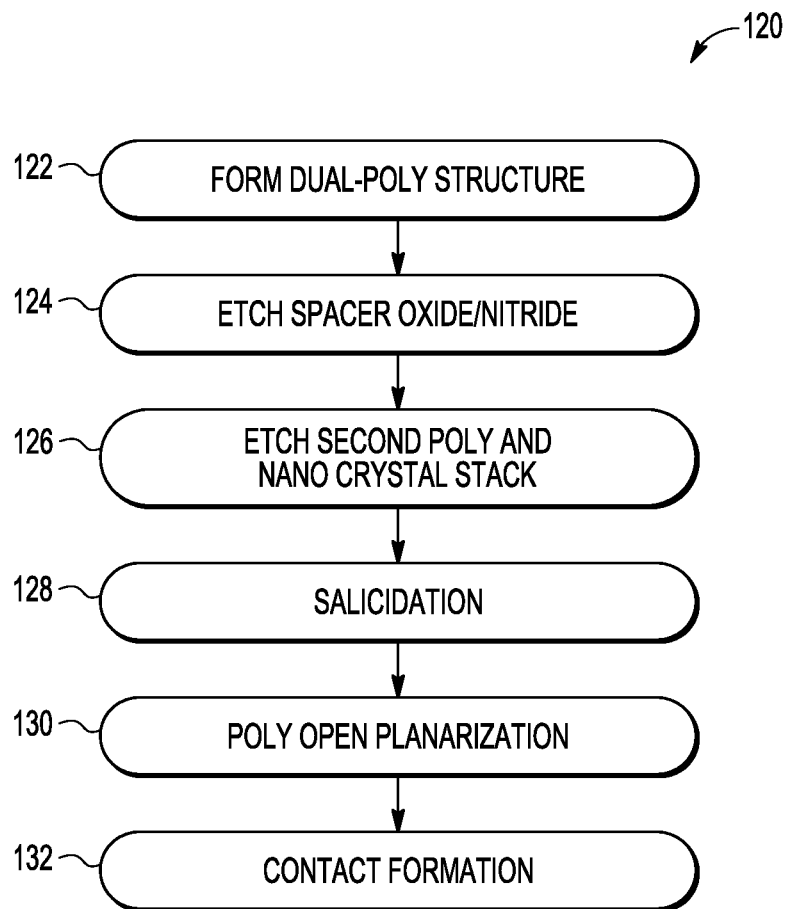 120
122
FORM DUAL-POLY STRUCTURE
124
ETCH SPACER OXIDE/NITRIDE
126
ETCH SECOND POLY AND
NANO CRYSTAL STACK
128
SALICIDATION
130
POLY OPEN PLANARIZATION
132
CONTACT FORMATION